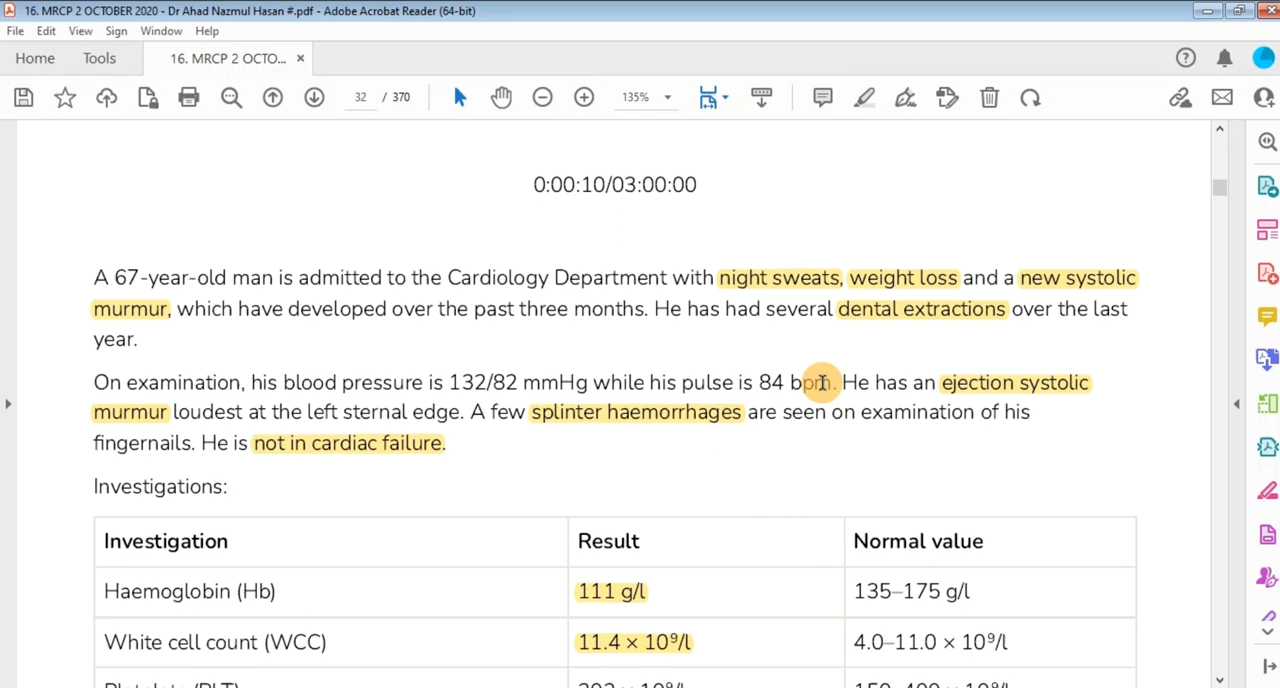 16. MRCP 2 OCTOBER 2020 - Dr Ahad Nazmul Hasan #.pdf - Adobe Acrobat Reader (64-bit)
File Edit View Sign Window Help
Home Tools 16. MRCP 2 OCTO... ×
32 / 370 135%
0:00:10/03:00:00
A 67-year-old man is admitted to the Cardiology Department with night sweats, weight loss and a new systolic
murmur, which have developed over the past three months. He has had several dental extractions over the last
year.
On examination, his blood pressure is 132/82 mmHg while his pulse is 84 bpm. He has an ejection systolic
murmur loudest at the left sternal edge. A few splinter haemorrhages are seen on examination of his
fingernails. He is not in cardiac failure.
Investigations:
Investigation Result Normal value
Haemoglobin (Hb) 111 g/l 135–175 g/l
White cell count (WCC) 11.4 × 10⁹/l 4.0–11.0 × 10⁹/l